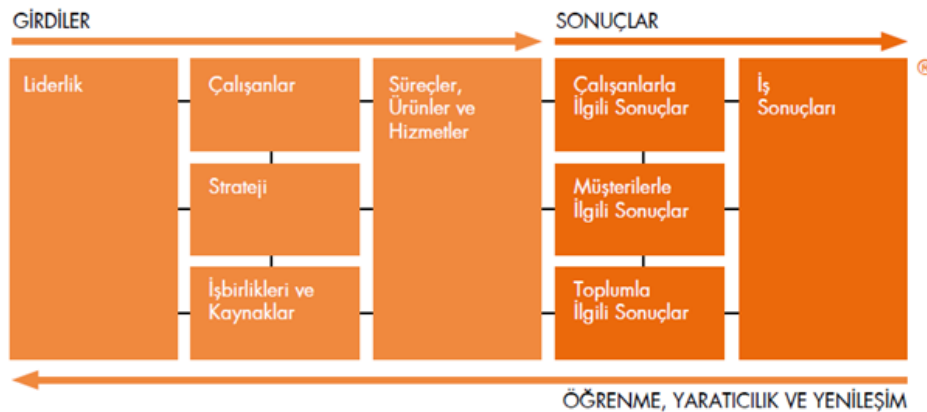 GİRDİLER
SONUÇLAR
Liderlik
Çalışanlar
Strateji
İşbirlikleri ve
Kaynaklar
Süreçler,
Ürünler ve
Hizmetler
Çalışanlarla
İlgili Sonuçlar
Müşterilerle
İlgili Sonuçlar
Toplumla
İlgili Sonuçlar
İş
Sonuçları
®
ÖĞRENME, YARATICILIK VE YENİLEŞİM